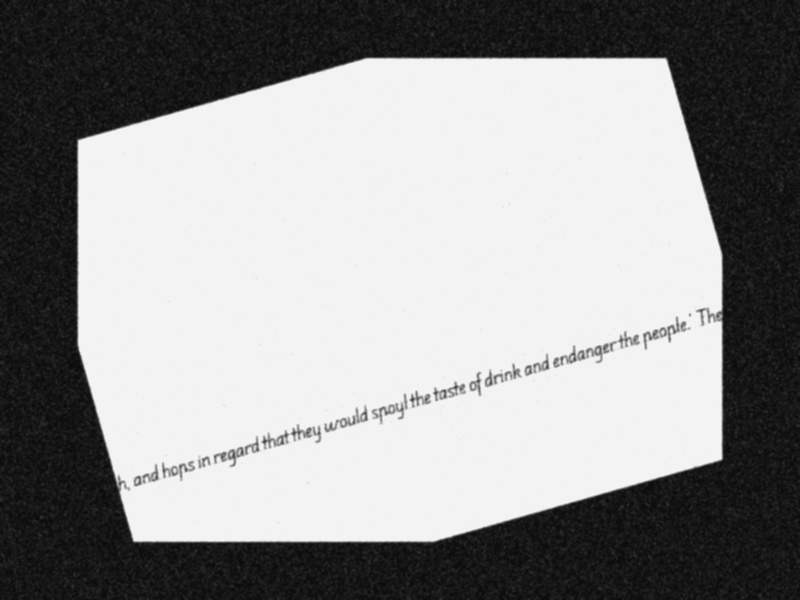 h, and hops in regard that they would spoyl the taste of drink and endanger the people.' The